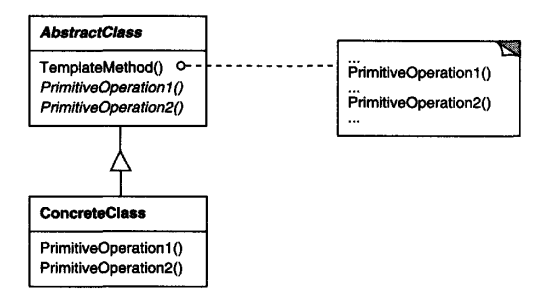 AbstractClass
TemplateMethod()
PrimitiveOperation1()
PrimitiveOperation2()
...
PrimitiveOperation1()
...
PrimitiveOperation2()
...
ConcreteClass
PrimitiveOperation1()
PrimitiveOperation2()